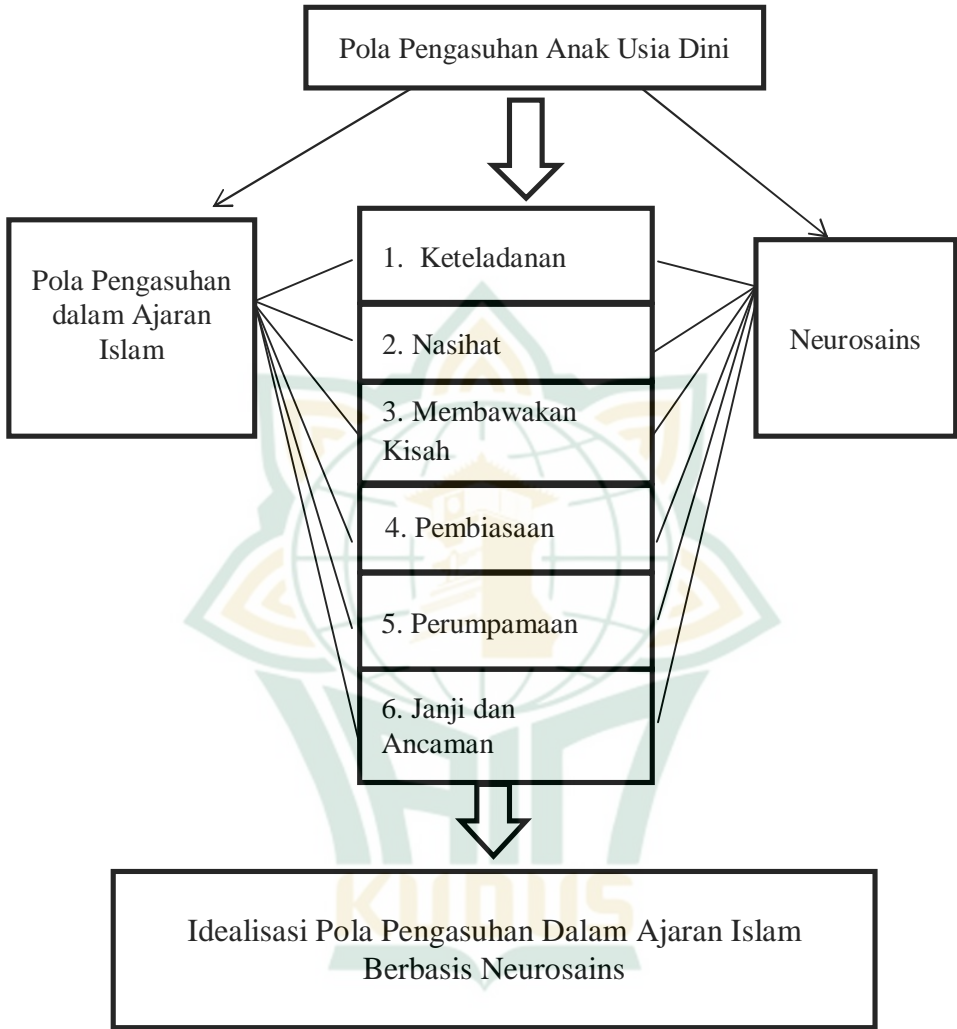 Pola Pengasuhan Anak Usia Dini
Pola Pengasuhan
dalam Ajaran
Islam
1. Keteladanan
2. Nasihat
3. Membawakan
Kisah
4. Pembiasaan
5. Perumpamaan
6. Janji dan
Ancaman
Neurosains
Idealisasi Pola Pengasuhan Dalam Ajaran Islam
Berbasis Neurosains
KUDUS